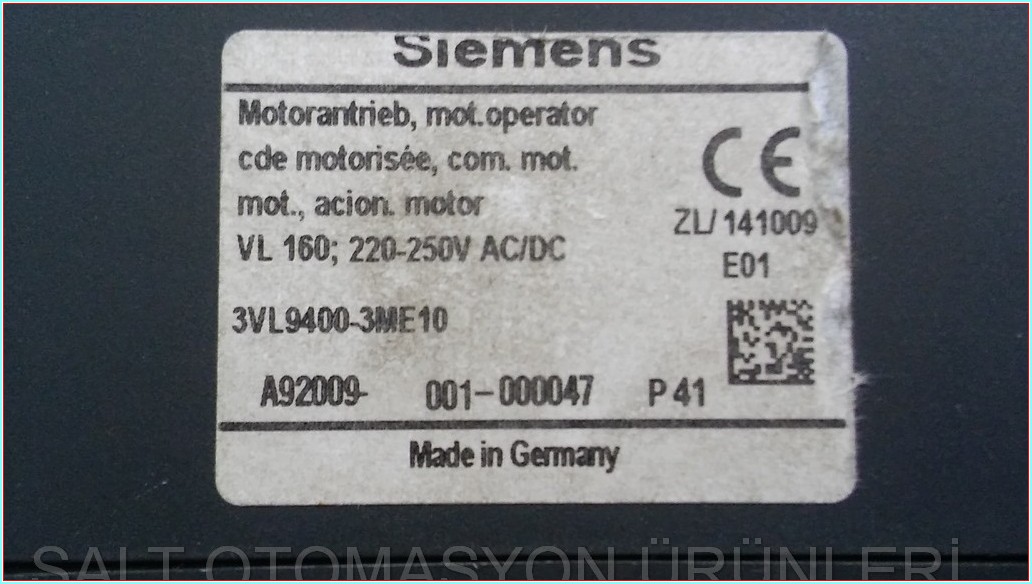 Siemens
Motorantrieb, mot.operator
cde motorisée, com. mot.
mot., acion. motor
VL 160; 220-250V AC/DC
CE
ZL/ 141009
E01
3VL9400-3ME10
A92009- 001-000047 P 41
Made in Germany
SALT OTOMASYON ÜRÜNLERİ